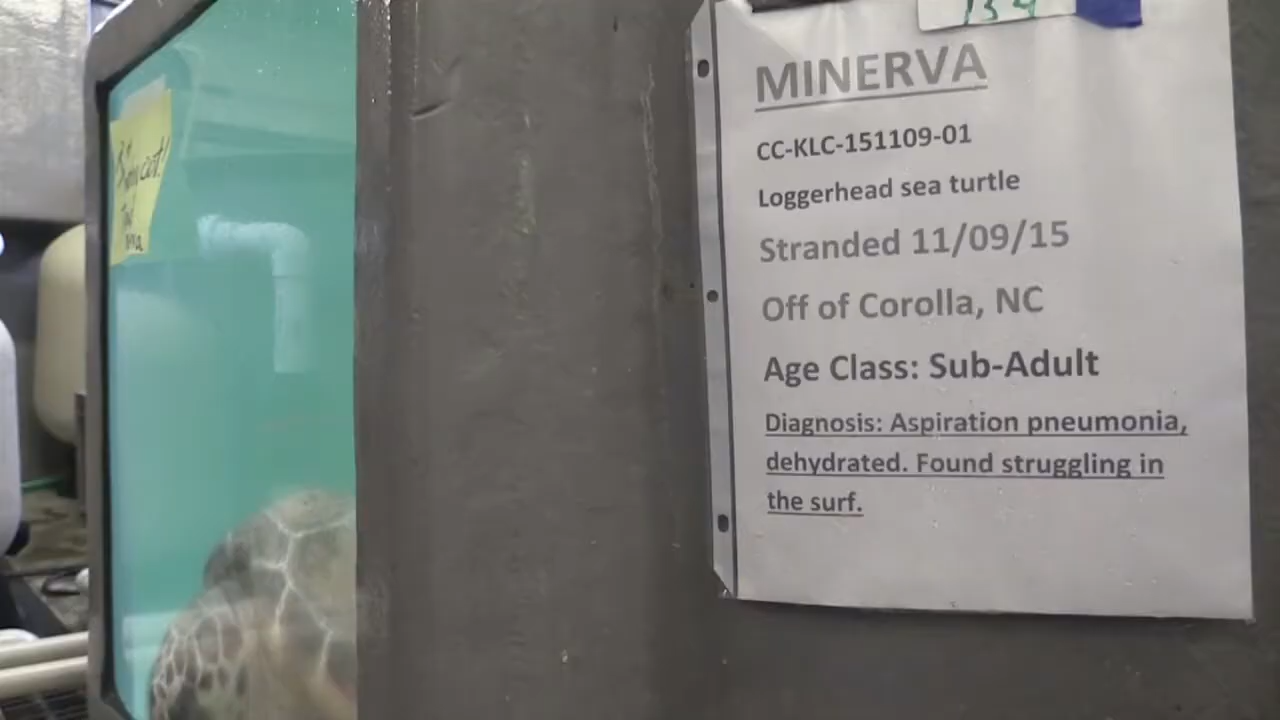 134
MINERVA
CC-KLC-151109-01
Loggerhead sea turtle
Stranded 11/09/15
Off of Corolla, NC
Age Class: Sub-Adult
Diagnosis: Aspiration pneumonia,
dehydrated. Found struggling in
the surf.